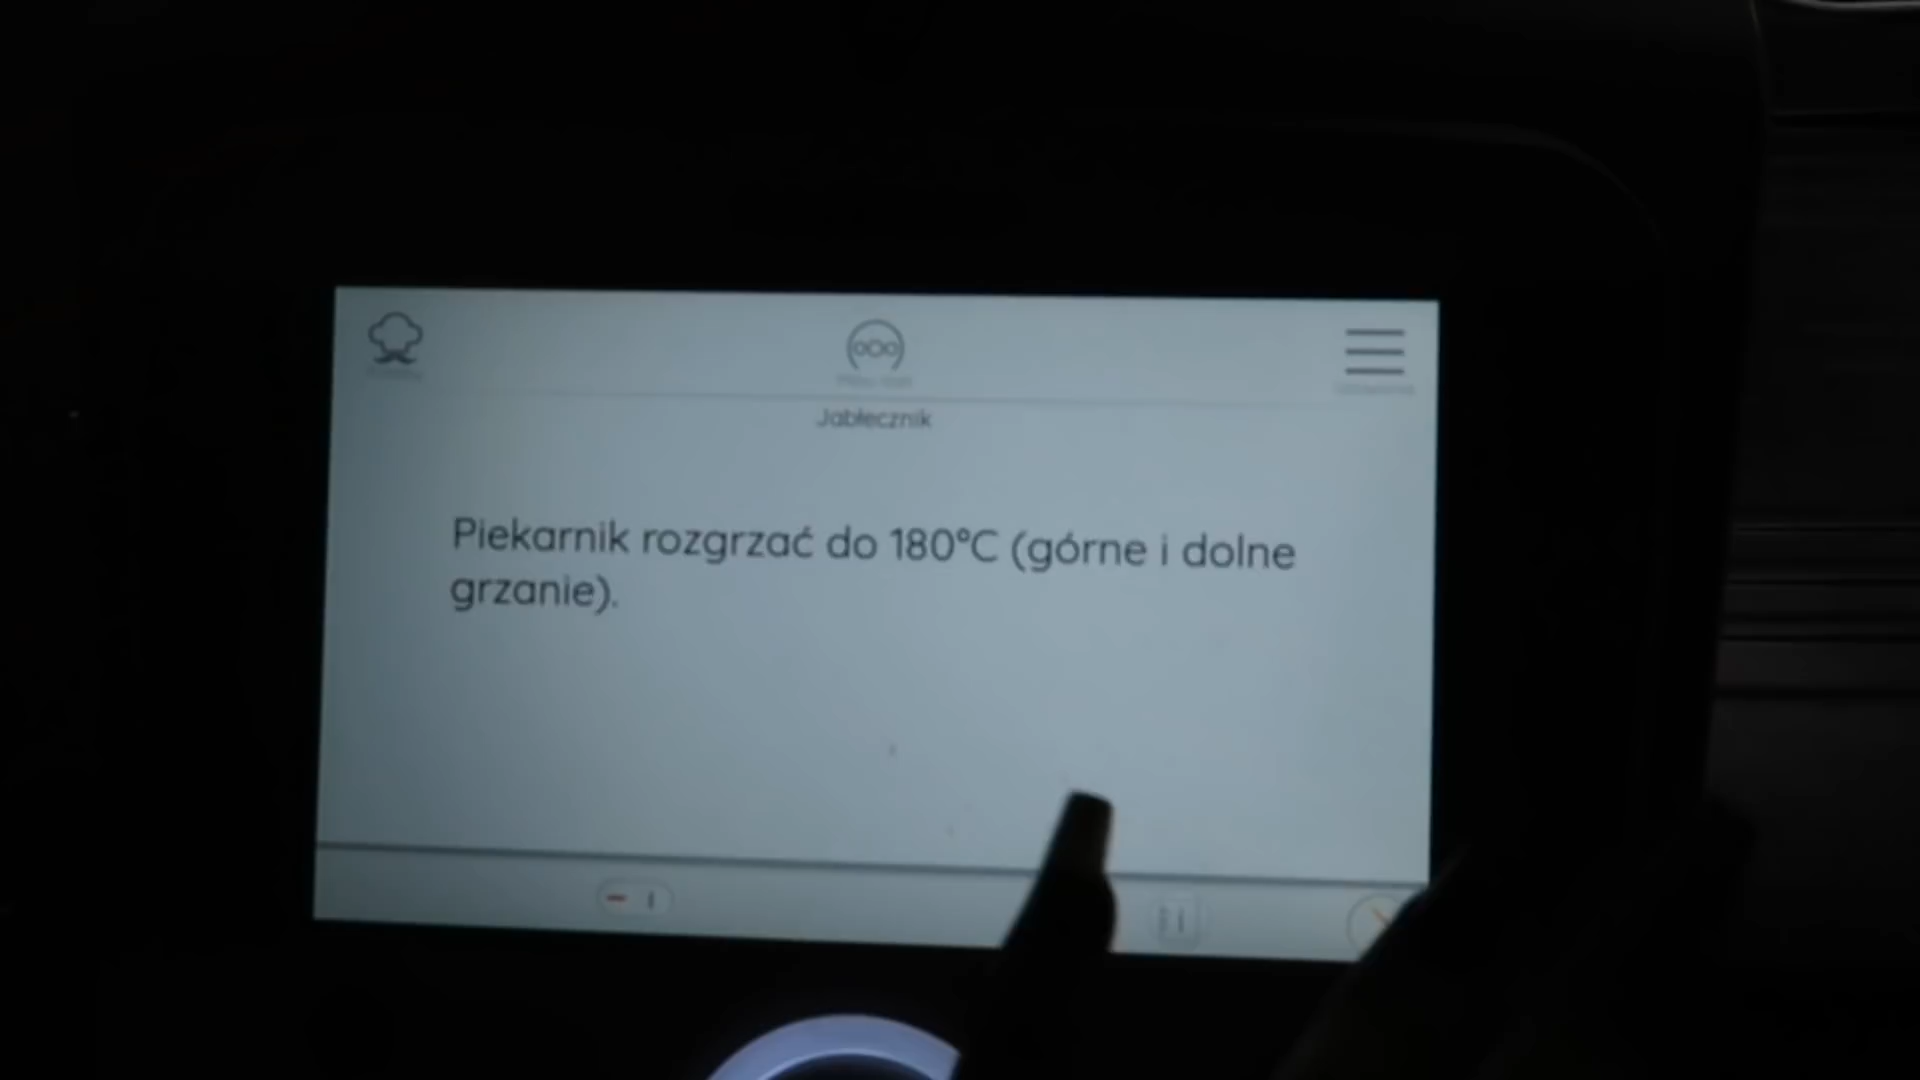 Jabłecznik
Piekarnik rozgrzać do 180°C (górne i dolne
grzanie).